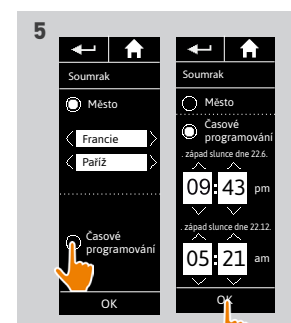 5
Soumrak
Město
Francie
Paříž
Časové
programování
OK
Soumrak
Město
Časové
programování
. západ slunce dne 22.6.
09:43 pm
. západ slunce dne 22.12.
05:21 am
OK